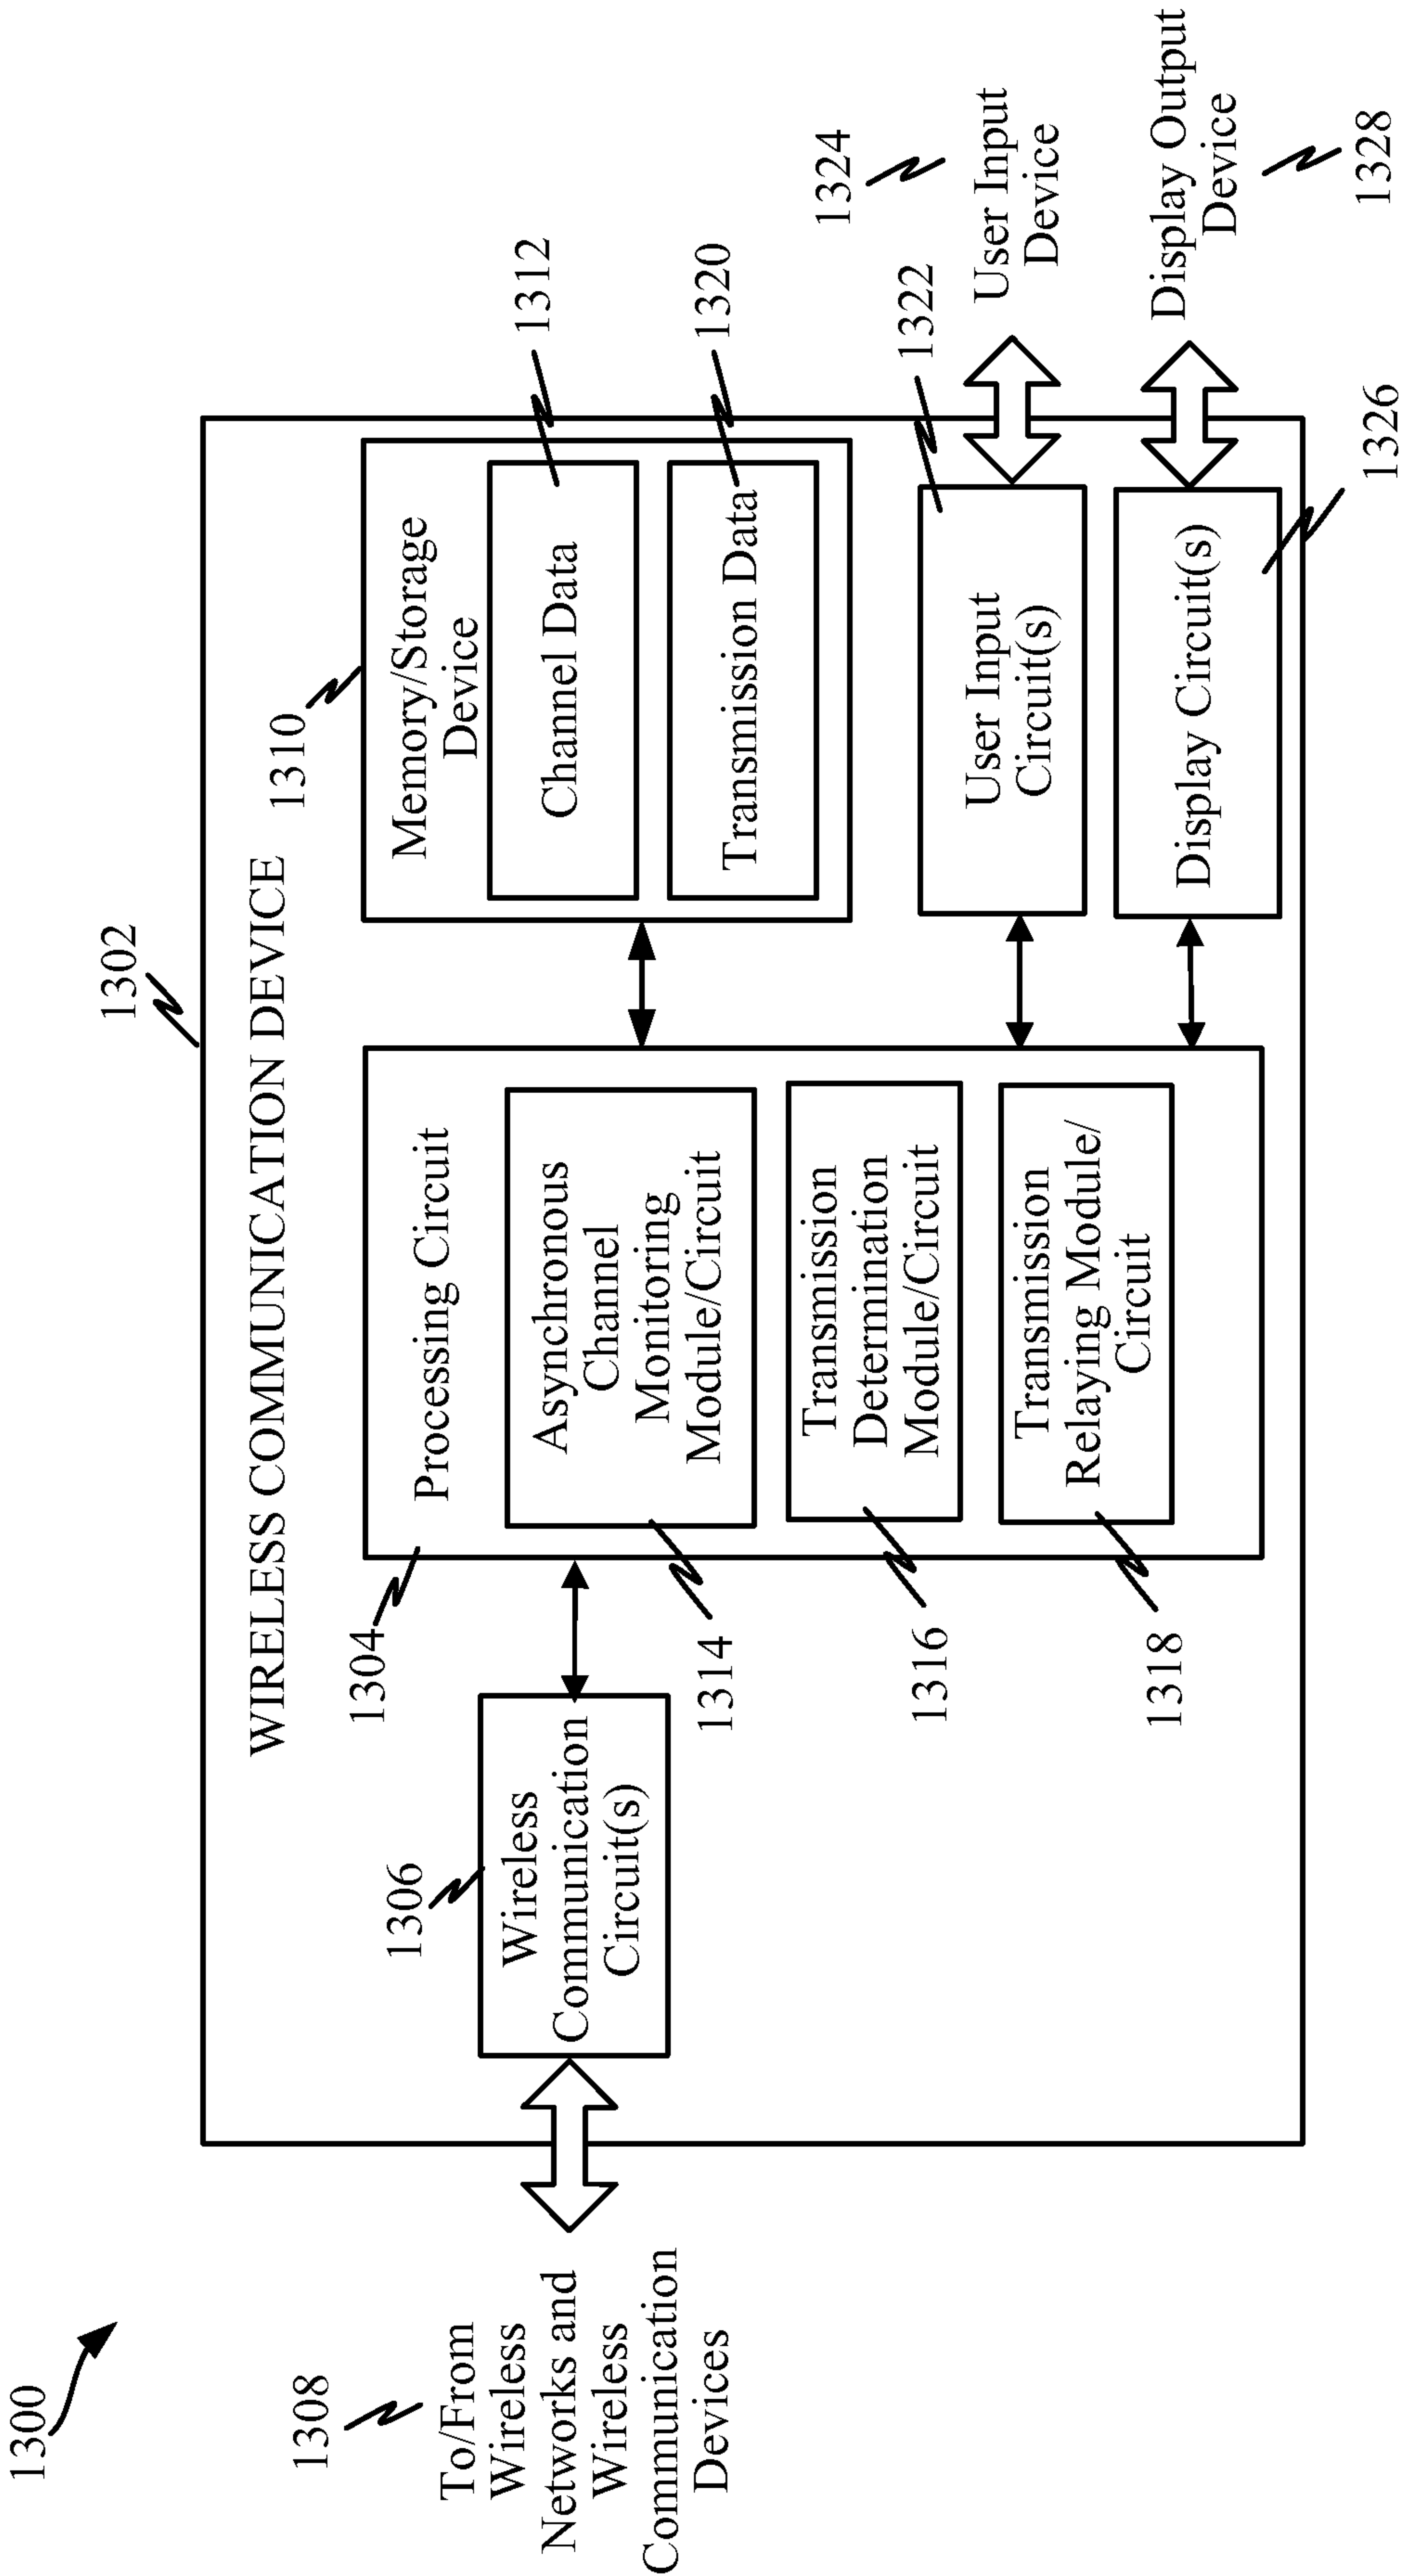 1300
1302
WIRELESS COMMUNICATION DEVICE
1308
To/From
Wireless
Networks and
Wireless
Communication
Devices
1306
Wireless
Communication
Circuit(s)
1304
Processing Circuit
Asynchronous
Channel
Monitoring
Module/Circuit
1314
Transmission
Determination
Module/Circuit
1316
Transmission
Relaying Module/
Circuit
1318
1310
Memory/Storage
Device
Channel Data
1312
Transmission Data
1320
User Input
Circuit(s)
1322
1324
User Input
Device
Display Circuit(s)
1326
Display Output
Device
1328